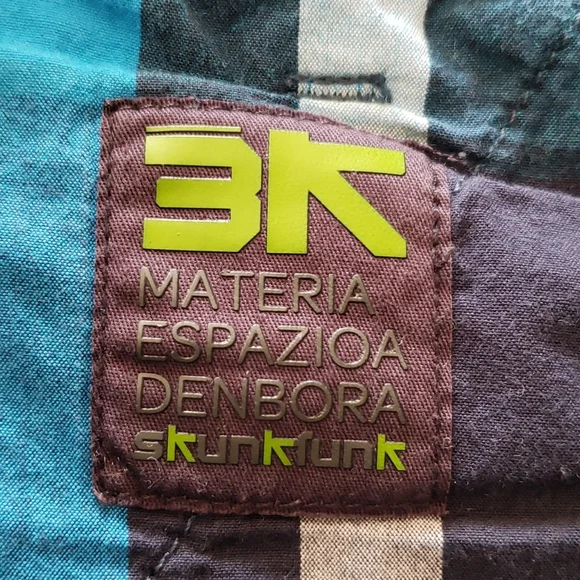 3K
MATERIA
ESPAZIOA
DENBORA
skunkfunk